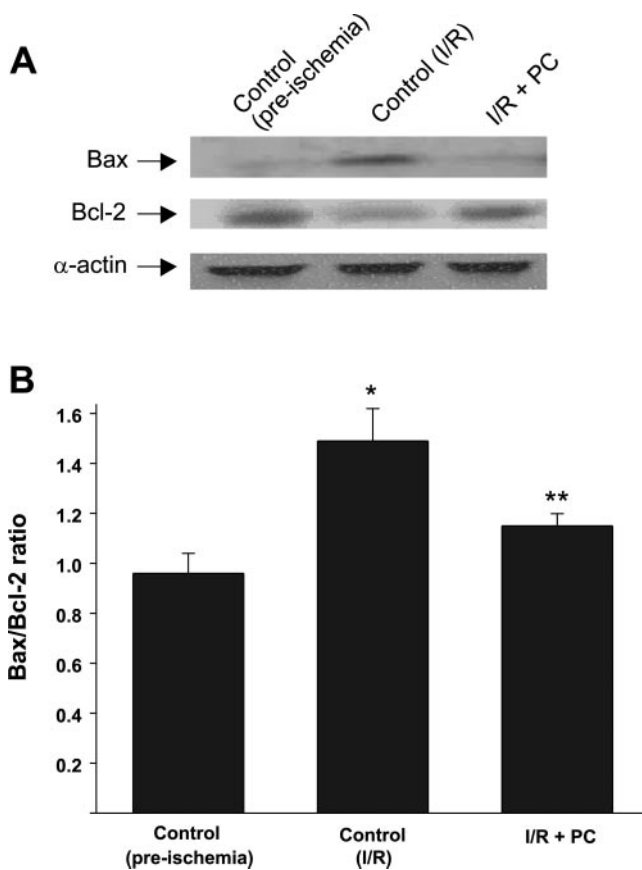 A
Control
(pre-ischemia)
Control (I/R)
I/R + PC
Bax
Bcl-2
α-actin
B
Bax/Bcl-2 ratio
1.6
1.4
1.2
1.0
0.8
0.6
0.4
0.2
*
**
Control
(pre-ischemia)
Control
(I/R)
I/R + PC